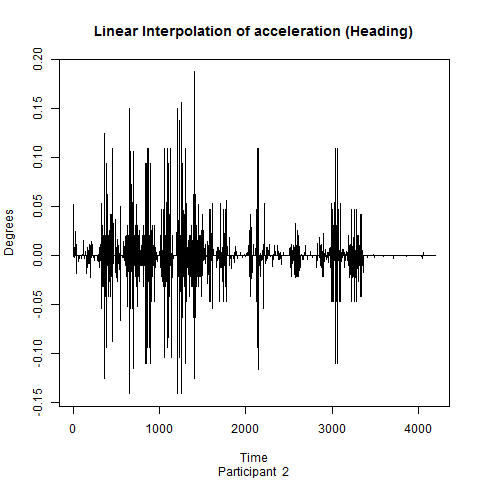 Linear Interpolation of acceleration (Heading)
0.20
0.15
0.10
0.05
0.00
-0.05
-0.10
-0.15
Degrees
0 1000 2000 3000 4000
Time
Participant 2